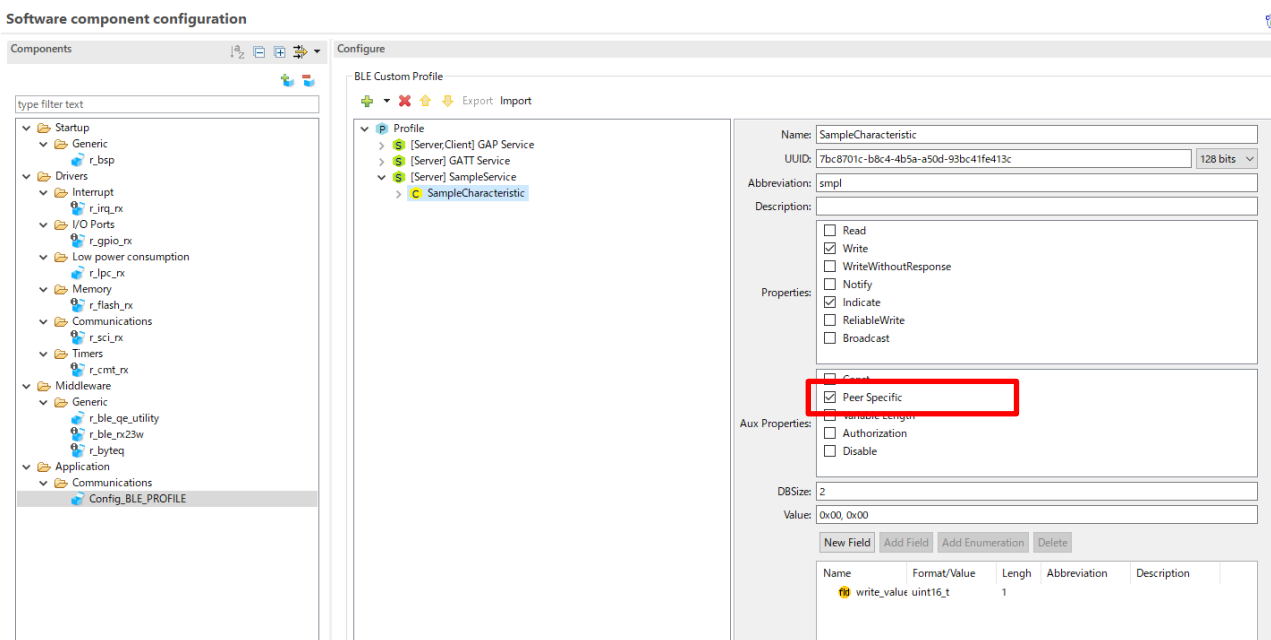 Software component configuration
Components
Configure
type filter text
Startup
Generic
r_bsp
Drivers
Interrupt
r_irq_rx
I/O Ports
r_gpio_rx
Low power consumption
r_lpc_rx
Memory
r_flash_rx
Communications
r_sci_rx
Timers
r_cmt_rx
Middleware
Generic
r_ble_qe_utility
r_ble_rx23w
r_byteq
Application
Communications
Config_BLE_PROFILE
BLE Custom Profile
Export Import
P Profile
S [Server,Client] GAP Service
S [Server] GATT Service
S [Server] SampleService
C SampleCharacteristic
Name: SampleCharacteristic
UUID: 7bc8701c-b8c4-4b5a-a50d-93bc41fe413c 128 bits
Abbreviation: smpl
Description:
Properties:
Read
Write
WriteWithoutResponse
Notify
Indicate
ReliableWrite
Broadcast
Aux Properties:
Const
Peer Specific
Variable Length
Authorization
Disable
DBSize: 2
Value: 0x00, 0x00
New Field Add Field Add Enumeration Delete
Name Format/Value Lengh Abbreviation Description
fld write_value uint16_t 1